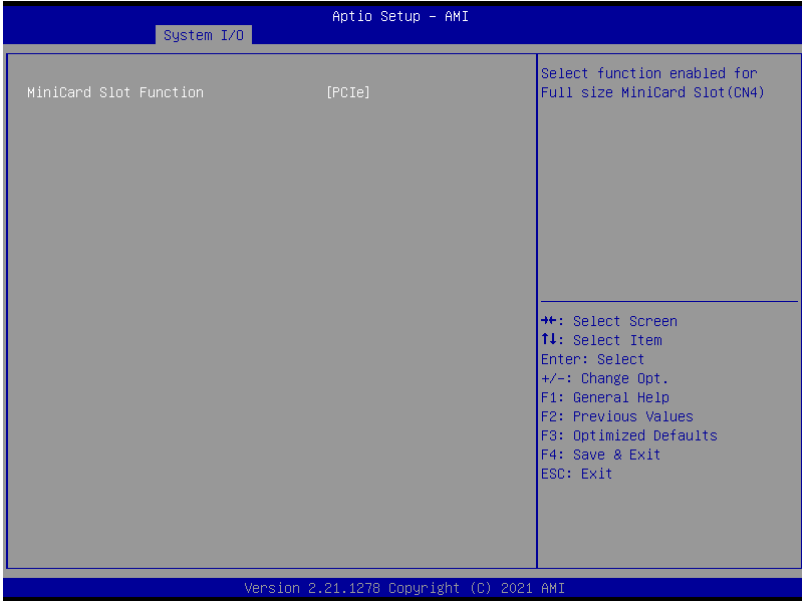 Aptio Setup – AMI
System I/O
MiniCard Slot Function [PCIe]
Select function enabled for
Full size MiniCard Slot(CN4)
→←: Select Screen
↑↓: Select Item
Enter: Select
+/-: Change Opt.
F1: General Help
F2: Previous Values
F3: Optimized Defaults
F4: Save & Exit
ESC: Exit
Version 2.21.1278 Copyright (C) 2021 AMI